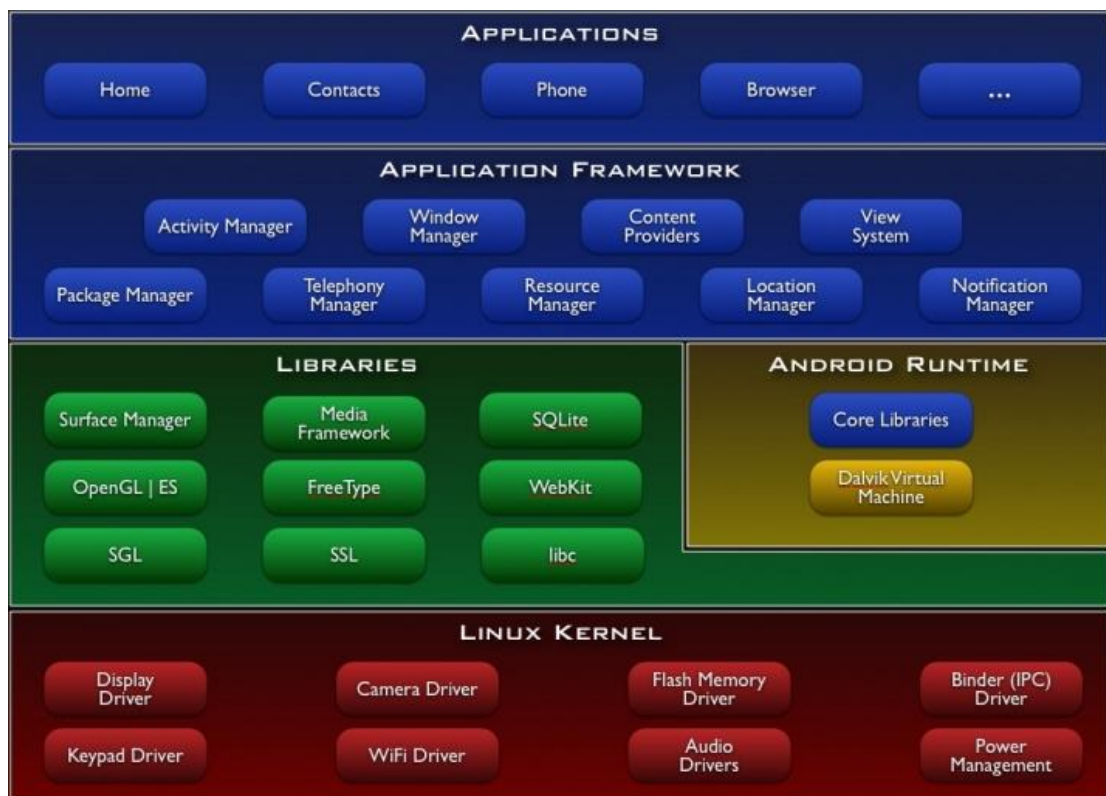 APPLICATIONS
Home
Contacts
Phone
Browser
...
APPLICATION FRAMEWORK
Activity Manager
Window
Manager
Content
Providers
View
System
Package Manager
Telephony
Manager
Resource
Manager
Location
Manager
Notification
Manager
LIBRARIES
Surface Manager
Media
Framework
SQLite
OpenGL | ES
FreeType
WebKit
SGL
SSL
libc
ANDROID RUNTIME
Core Libraries
Dalvik Virtual
Machine
LINUX KERNEL
Display
Driver
Camera Driver
Flash Memory
Driver
Binder (IPC)
Driver
Keypad Driver
WiFi Driver
Audio
Drivers
Power
Management